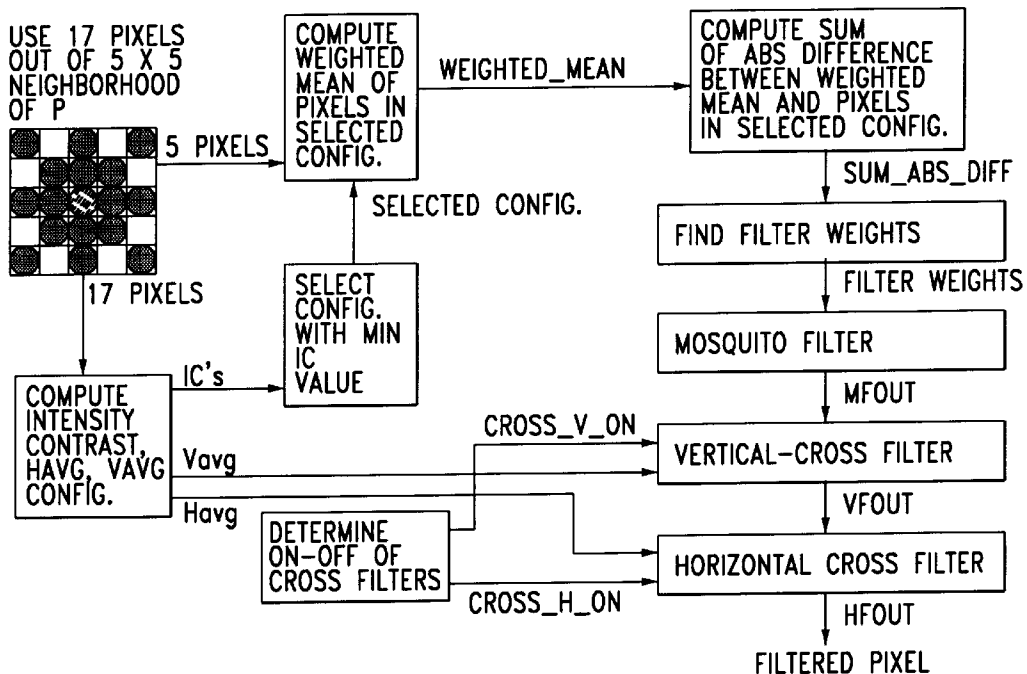 USE 17 PIXELS
OUT OF 5 X 5
NEIGHBORHOOD
OF P
5 PIXELS
17 PIXELS
COMPUTE
WEIGHTED
MEAN OF
PIXELS IN
SELECTED
CONFIG.
WEIGHTED_MEAN
COMPUTE SUM
OF ABS DIFFERENCE
BETWEEN WEIGHTED
MEAN AND PIXELS
IN SELECTED CONFIG.
SELECTED CONFIG.
SUM_ABS_DIFF
FIND FILTER WEIGHTS
FILTER WEIGHTS
SELECT
CONFIG.
WITH MIN
IC
VALUE
MOSQUITO FILTER
MFOUT
COMPUTE
INTENSITY
CONTRAST,
HAVG, VAVG
CONFIG.
IC's
Vavg
Havg
CROSS_V_ON
VERTICAL-CROSS FILTER
VFOUT
DETERMINE
ON-OFF OF
CROSS FILTERS
CROSS_H_ON
HORIZONTAL CROSS FILTER
HFOUT
FILTERED PIXEL